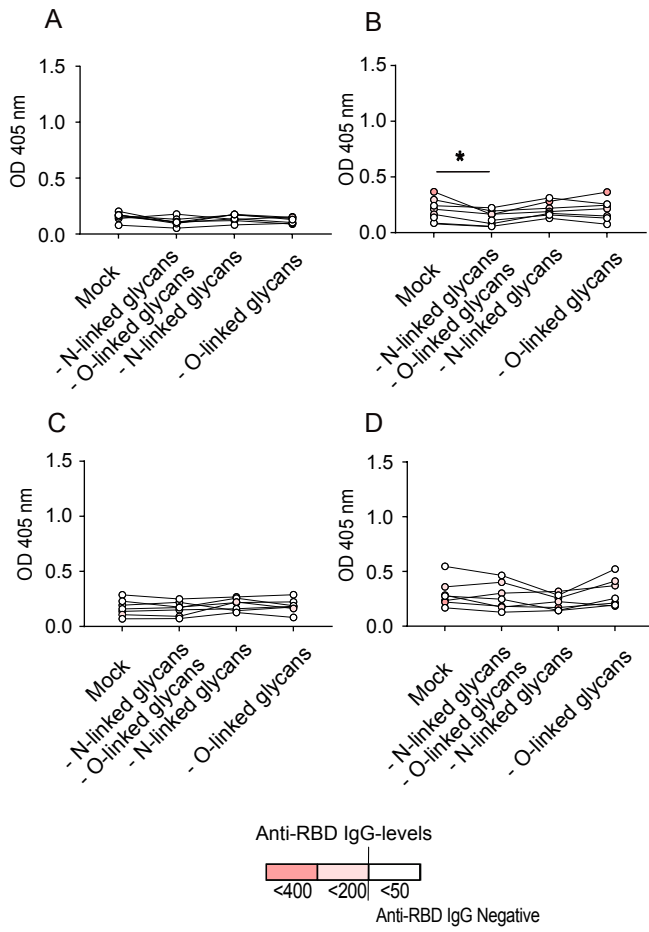 A
OD 405 nm
1.5
1.0
0.5
0.0
Mock
- N-linked glycans
- O-linked glycans
- N-linked glycans
- O-linked glycans
B
OD 405 nm
1.5
1.0
0.5
0.0
*
Mock
- N-linked glycans
- O-linked glycans
- N-linked glycans
- O-linked glycans
C
OD 405 nm
1.5
1.0
0.5
0.0
Mock
- N-linked glycans
- O-linked glycans
- N-linked glycans
- O-linked glycans
D
OD 405 nm
1.5
1.0
0.5
0.0
Mock
- N-linked glycans
- O-linked glycans
- N-linked glycans
- O-linked glycans
Anti-RBD IgG-levels
<400 <200 <50
Anti-RBD IgG Negative